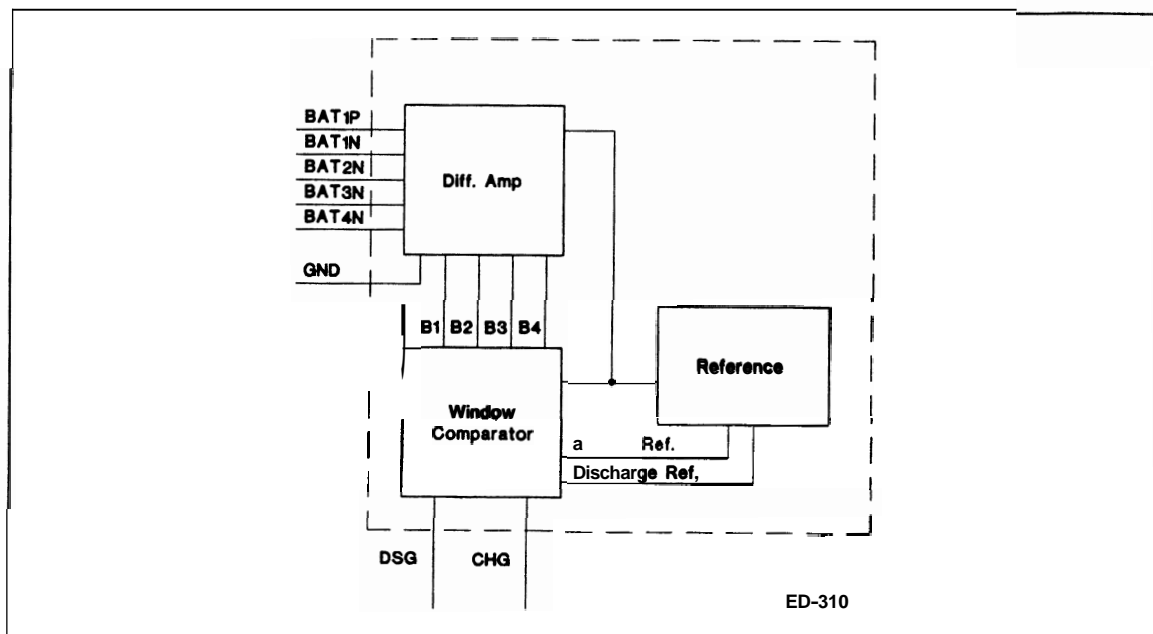 BAT1P
BAT1N
BAT2N
BAT3N
BAT4N
GND
Diff. Amp
B1 B2 B3 B4
Reference
Window
Comparator
a Ref.
Discharge Ref,
DSG CHG
ED-310